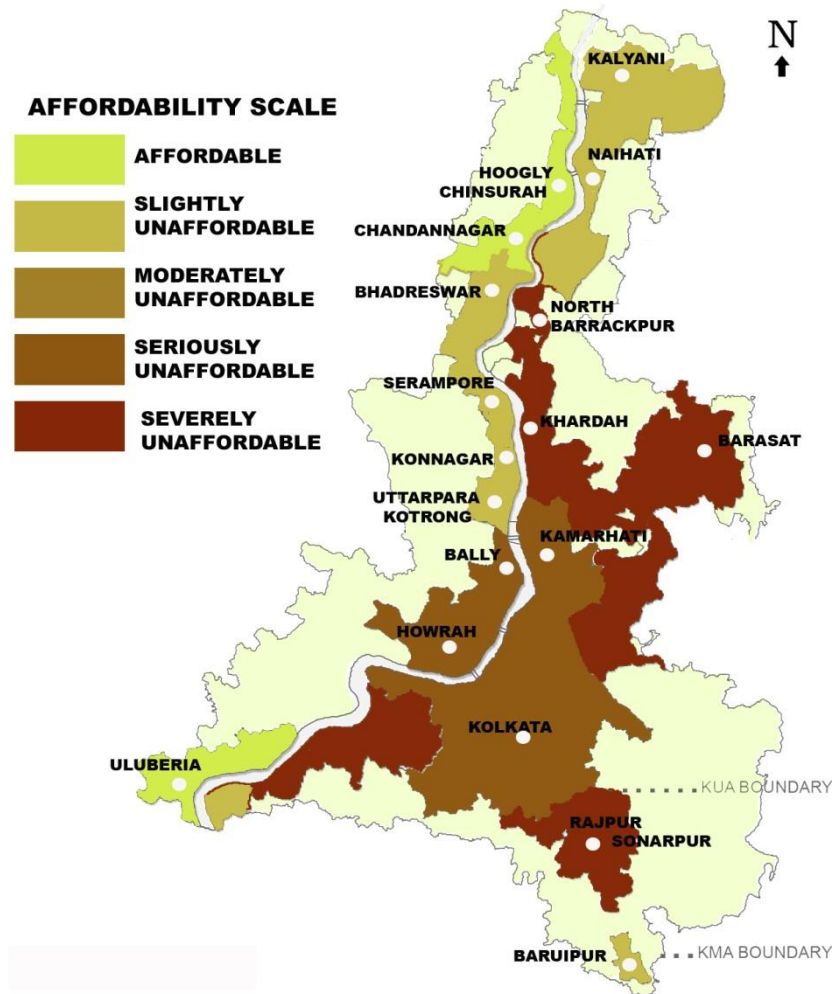 N
AFFORDABILITY SCALE
AFFORDABLE
SLIGHTLY
UNAFFORDABLE
MODERATELY
UNAFFORDABLE
SERIOUSLY
UNAFFORDABLE
SEVERELY
UNAFFORDABLE
KALYANI
NAIHATI
HOOGLY
CHINSURAH
CHANDANNAGAR
BHADRESWAR
NORTH
BARRACKPUR
SERAMPORE
KHARDAH
BARASAT
KONNAGAR
UTTARPARA
KOTRONG
KAMARHATI
BALLY
HOWRAH
KOLKATA
ULUBERIA
KUA BOUNDARY
RAJPUR
SONARPUR
BARUIPUR
KMA BOUNDARY